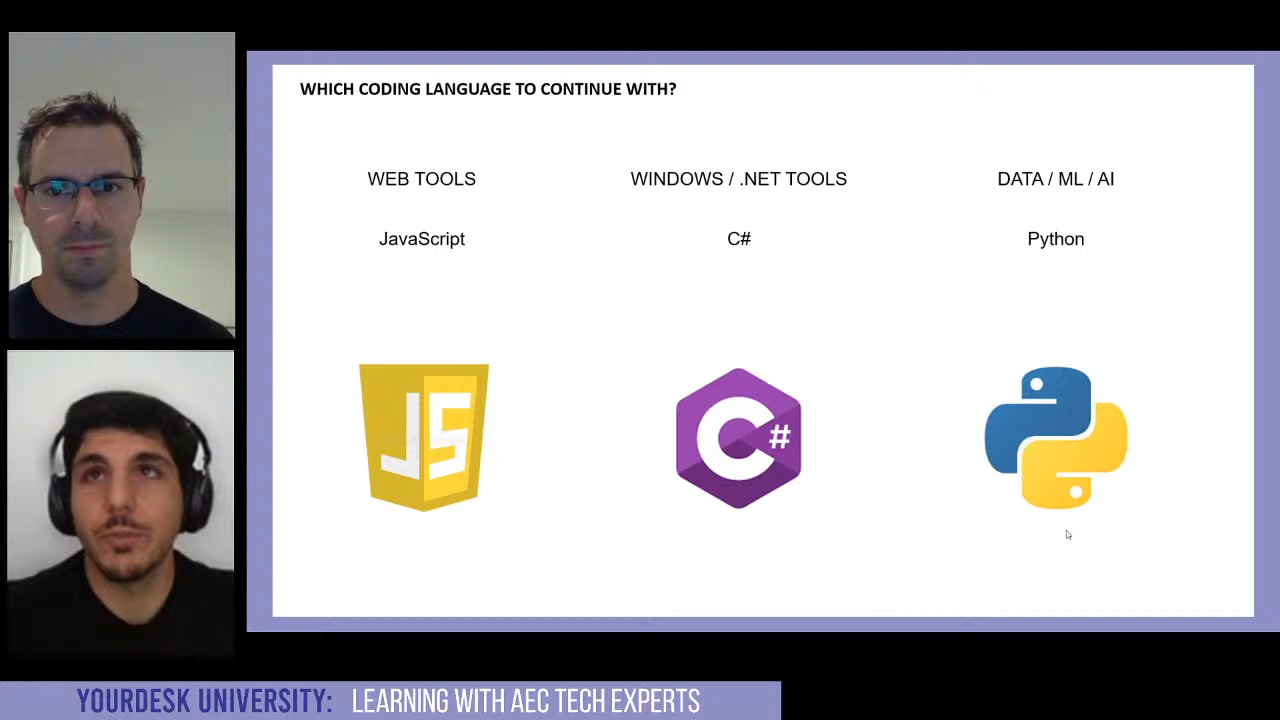 WHICH CODING LANGUAGE TO CONTINUE WITH?
WEB TOOLS
WINDOWS / .NET TOOLS
DATA / ML / AI
JavaScript
C#
Python
JS
C#
YOURDESK UNIVERSITY: LEARNING WITH AEC TECH EXPERTS